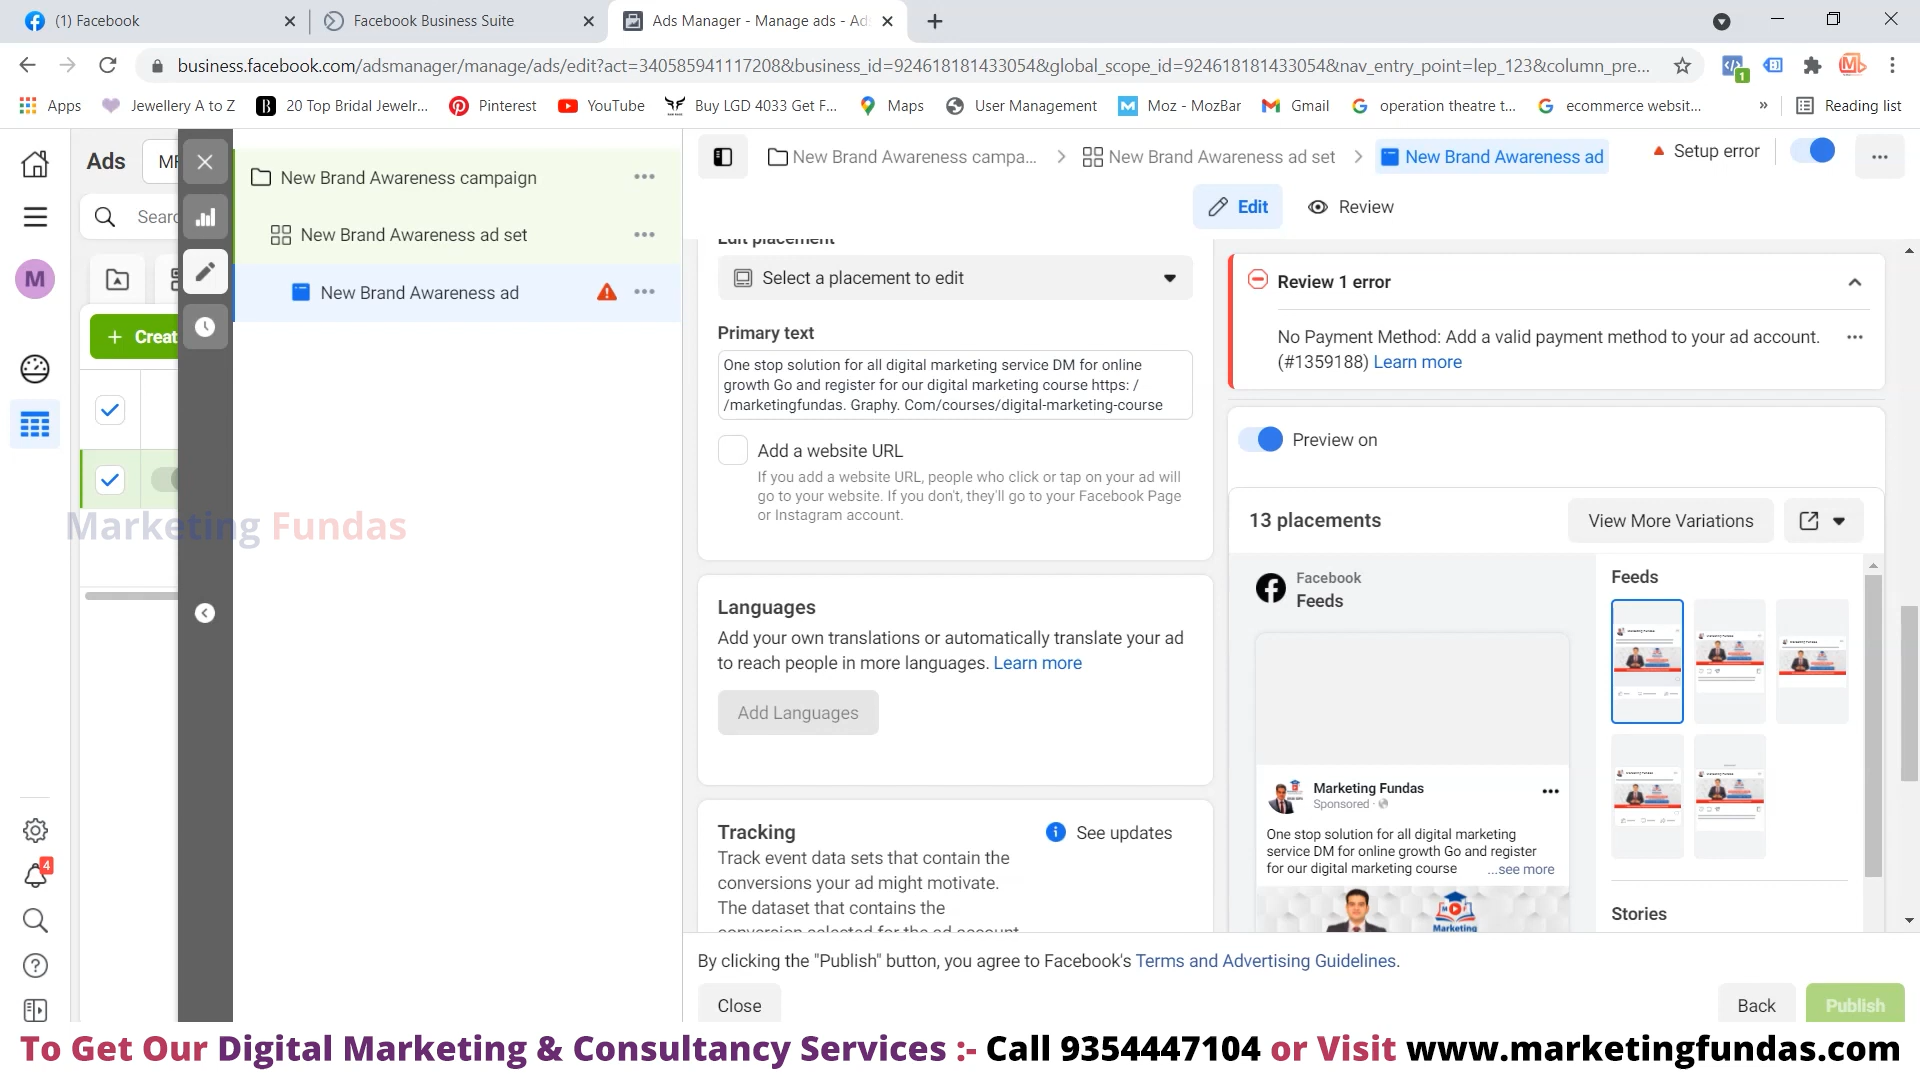 (1) Facebook
Facebook Business Suite
Ads Manager - Manage ads - Ad
business.facebook.com/adsmanager/manage/ads/edit?act=340585941117208&business_id=924618181433054&global_scope_id=924618181433054&nav_entry_point=lep_123&column_pre...
Apps
Jewellery A to Z
20 Top Bridal Jewelr...
Pinterest
YouTube
Buy LGD 4033 Get F...
Maps
User Management
Moz - MozBar
Gmail
operation theatre t...
ecommerce websit...
»
Reading list
Ads
New Brand Awareness campaign
New Brand Awareness ad set
New Brand Awareness ad
New Brand Awareness campa...
New Brand Awareness ad set
New Brand Awareness ad
Setup error
Edit
Review
Sear
M
+ Creat
4
Marketing Fundas
Edit placement
Select a placement to edit
Primary text
One stop solution for all digital marketing service DM for online
growth Go and register for our digital marketing course https: /
/marketingfundas. Graphy. Com/courses/digital-marketing-course
Add a website URL
If you add a website URL, people who click or tap on your ad will
go to your website. If you don't, they'll go to your Facebook Page
or Instagram account.
Languages
Add your own translations or automatically translate your ad
to reach people in more languages. Learn more
Add Languages
Tracking
See updates
Track event data sets that contain the
conversions your ad might motivate.
The dataset that contains the
conversion selected for the ad account
Review 1 error
No Payment Method: Add a valid payment method to your ad account.
(#1359188) Learn more
Preview on
13 placements
View More Variations
Facebook
Feeds
Feeds
Marketing Fundas
Sponsored ·
One stop solution for all digital marketing
service DM for online growth Go and register
for our digital marketing course ...see more
Marketing
Stories
By clicking the "Publish" button, you agree to Facebook's Terms and Advertising Guidelines.
Close
Back
Publish
To Get Our Digital Marketing & Consultancy Services :- Call 9354447104 or Visit www.marketingfundas.com